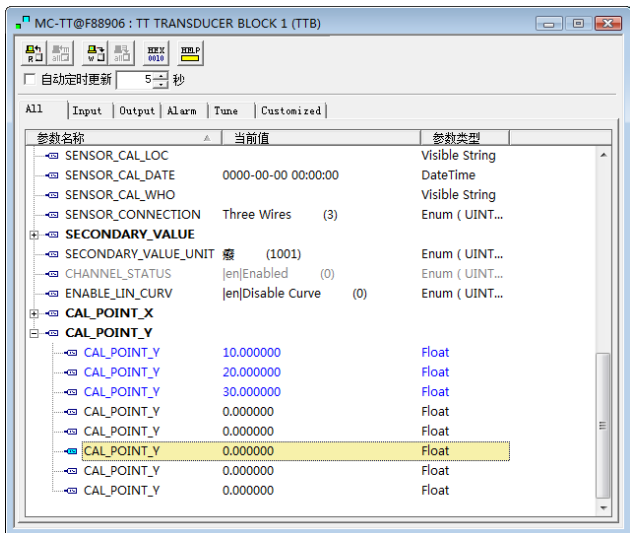 MC-TT@F88906 : TT TRANSDUCER BLOCK 1 (TTB)
R all W all HEX 0010 HELP
自动定时更新 5 秒
All Input Output Alarm Tune Customized
参数名称 当前值 参数类型
SENSOR_CAL_LOC Visible String
SENSOR_CAL_DATE 0000-00-00 00:00:00 DateTime
SENSOR_CAL_WHO Visible String
SENSOR_CONNECTION Three Wires (3) Enum ( UINT...
SECONDARY_VALUE
SECONDARY_VALUE_UNIT 癈 (1001) Enum ( UINT...
CHANNEL_STATUS |en|Enabled (0) Enum ( UINT...
ENABLE_LIN_CURV |en|Disable Curve (0) Enum ( UINT...
CAL_POINT_X
CAL_POINT_Y
CAL_POINT_Y 10.000000 Float
CAL_POINT_Y 20.000000 Float
CAL_POINT_Y 30.000000 Float
CAL_POINT_Y 0.000000 Float
CAL_POINT_Y 0.000000 Float
CAL_POINT_Y 0.000000 Float
CAL_POINT_Y 0.000000 Float
CAL_POINT_Y 0.000000 Float